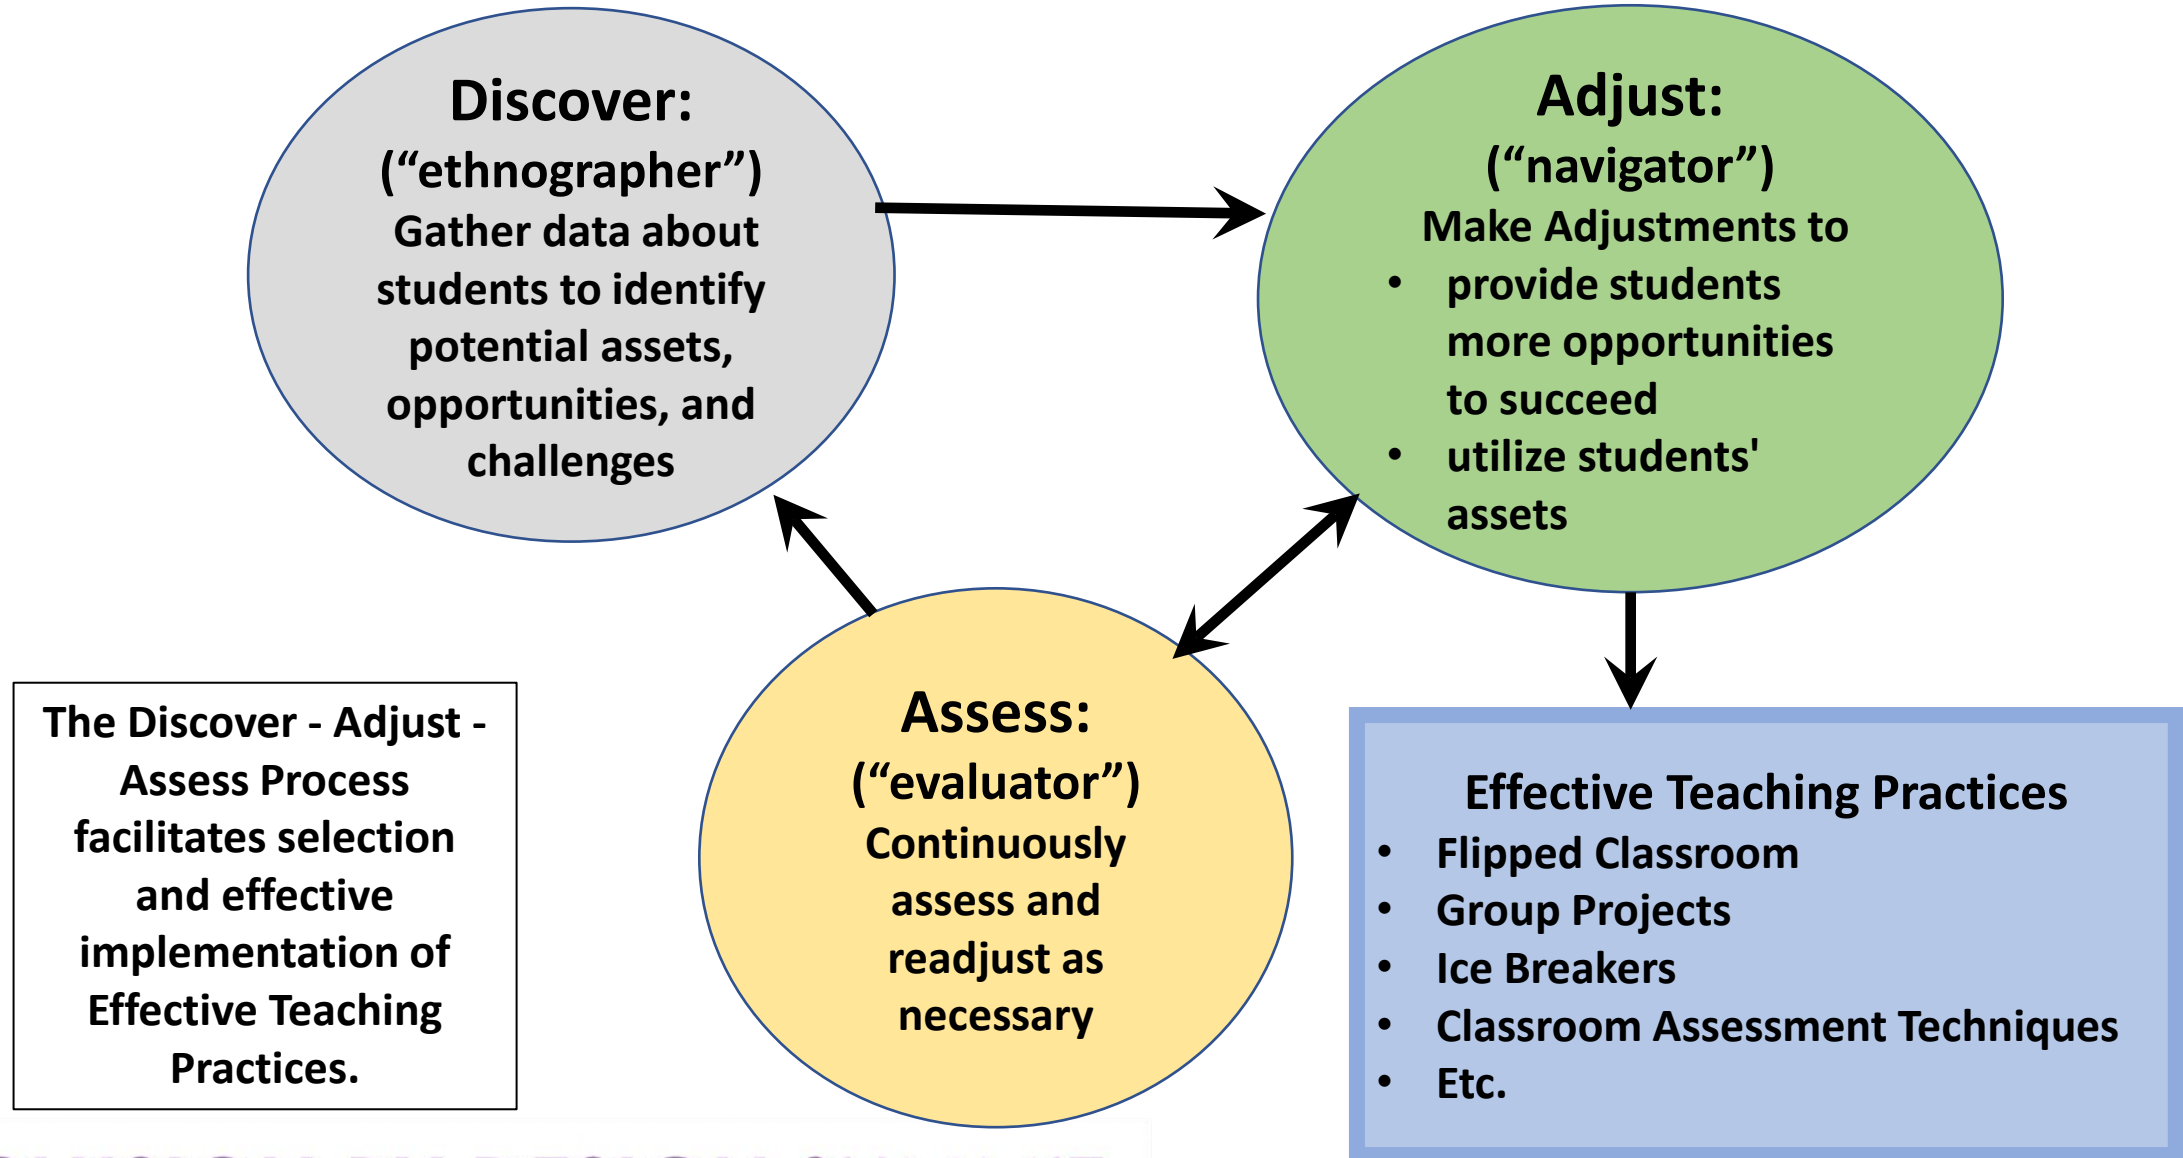 Discover:
(“ethnographer”)
Gather data about
students to identify
potential assets,
opportunities, and
challenges
Adjust:
(“navigator”)
Make Adjustments to
• provide students
more opportunities
to succeed
• utilize students'
assets
Assess:
(“evaluator”)
Continuously
assess and
readjust as
necessary
The Discover - Adjust -
Assess Process
facilitates selection
and effective
implementation of
Effective Teaching
Practices.
Effective Teaching Practices
• Flipped Classroom
• Group Projects
• Ice Breakers
• Classroom Assessment Techniques
• Etc.